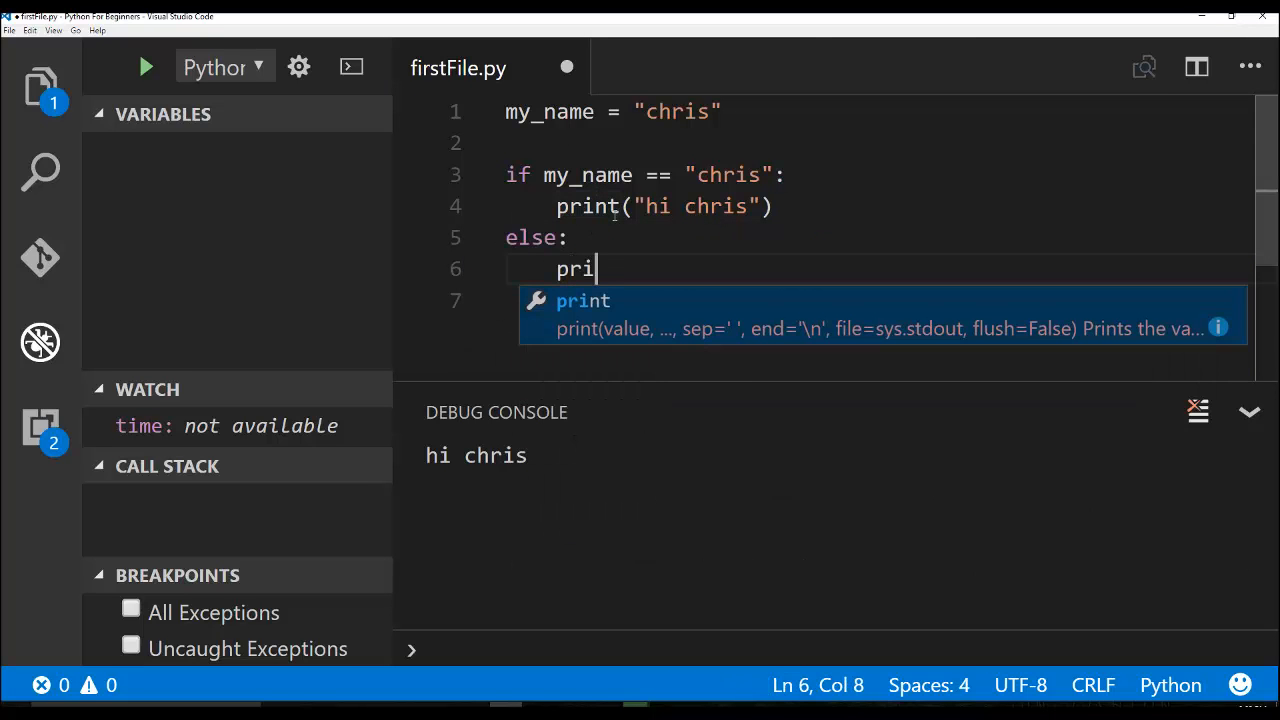 ● firstFile.py - Python For Beginners - Visual Studio Code
File Edit View Go Help
Python
firstFile.py
1
VARIABLES
1 my_name = "chris"
2
3 if my_name == "chris":
4 print("hi chris")
5 else:
6 pri
7
print
print(value, ..., sep=' ', end='\n', file=sys.stdout, flush=False) Prints the va...
WATCH
time: not available
2
CALL STACK
BREAKPOINTS
All Exceptions
Uncaught Exceptions
DEBUG CONSOLE
hi chris
0 0
Ln 6, Col 8 Spaces: 4 UTF-8 CRLF Python